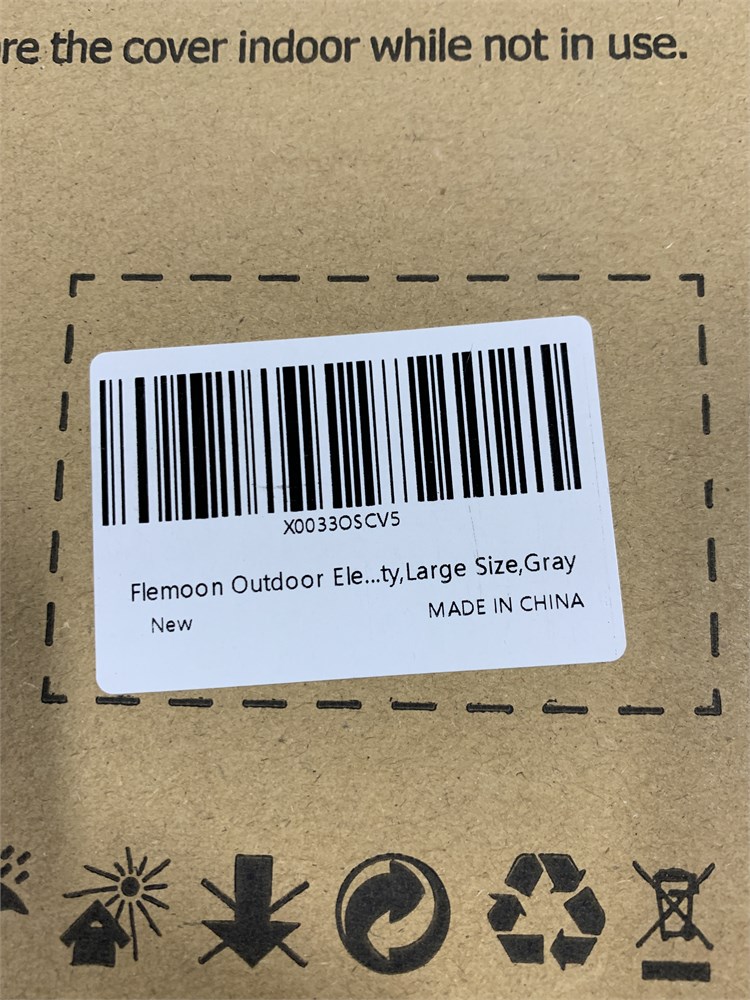 the cover indoor while not in use.
X0033OSCV5
Flemoon Outdoor Ele...ty,Large Size,Gray
New
MADE IN CHINA